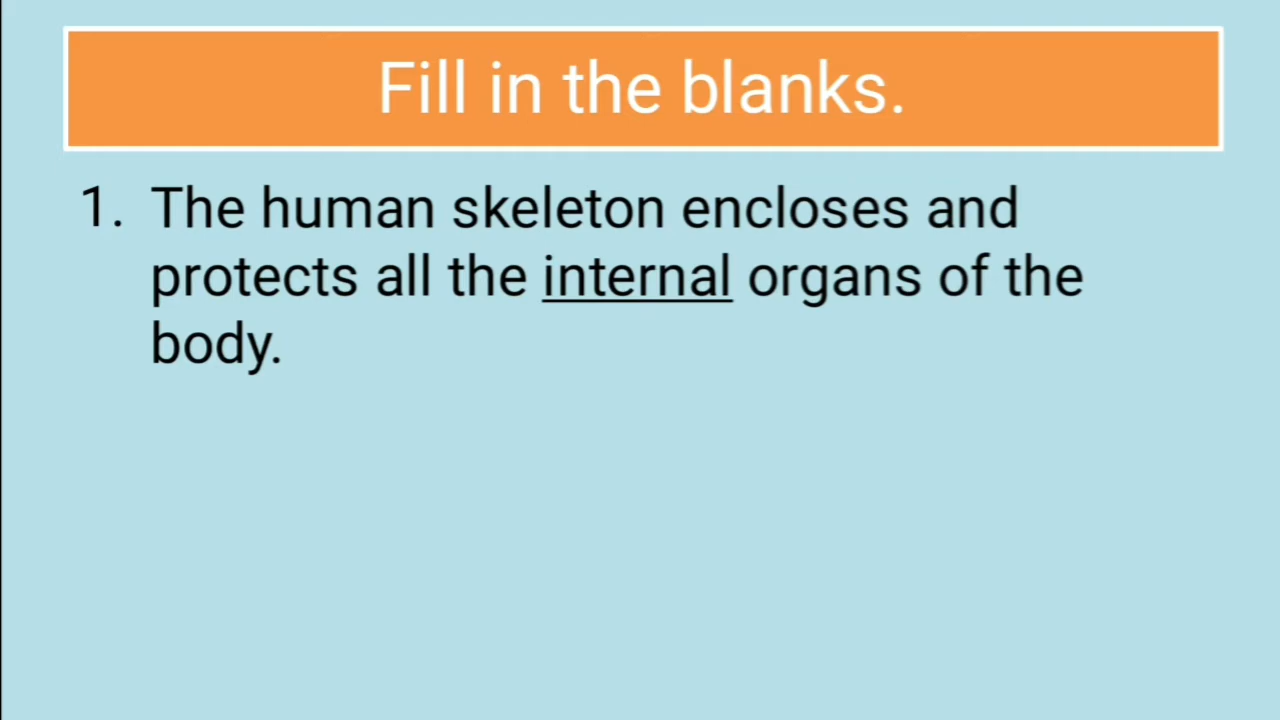 Fill in the blanks.
1. The human skeleton encloses and
protects all the internal organs of the
body.